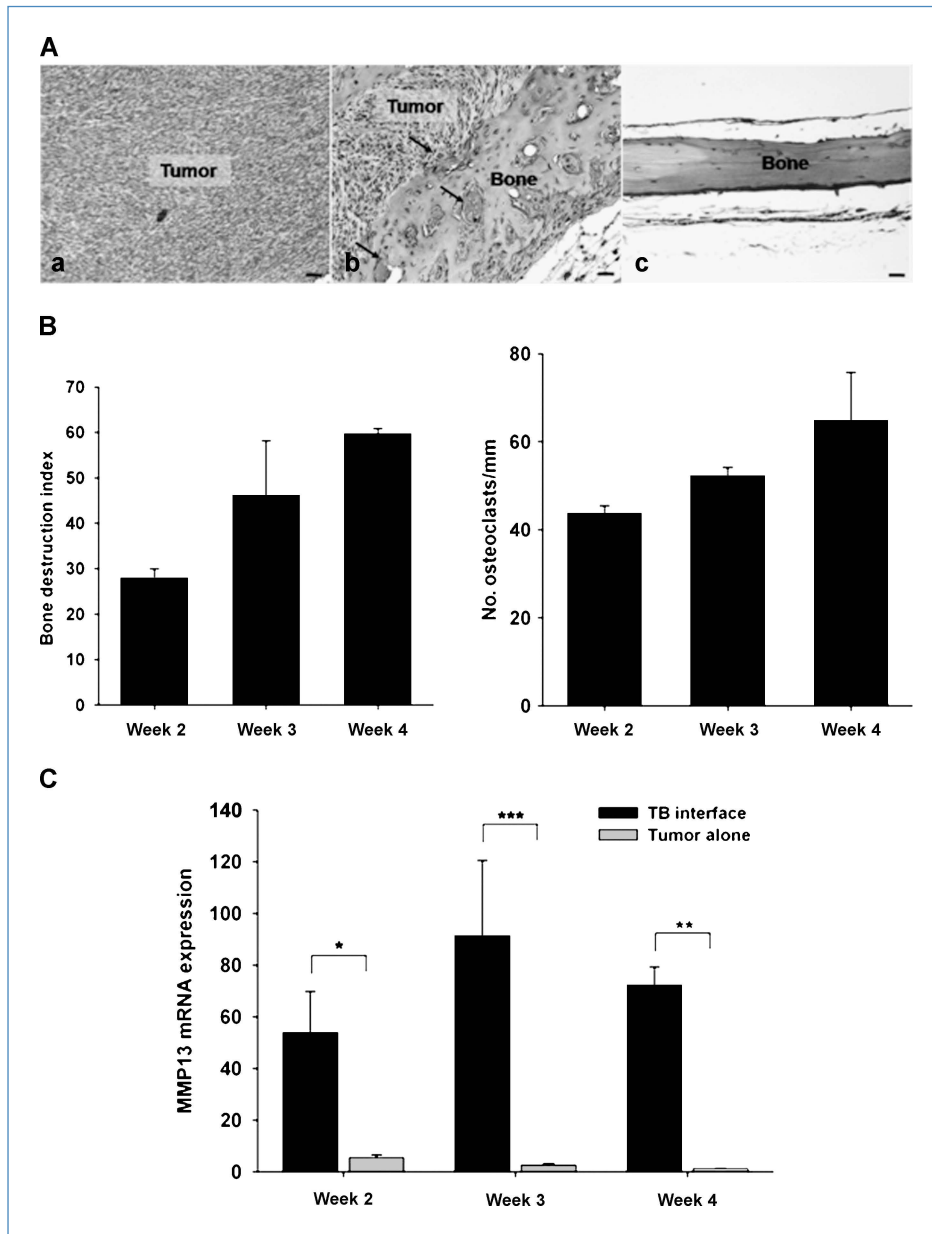 A
Tumor
a
Tumor
Bone
b
Bone
c
B
Bone destruction index
70
60
50
40
30
20
10
0
Week 2 Week 3 Week 4
No. osteoclasts/mm
80
60
40
20
0
Week 2 Week 3 Week 4
C
MMP13 mRNA expression
140
120
100
80
60
40
20
0
TB interface
Tumor alone
*
***
**
Week 2 Week 3 Week 4